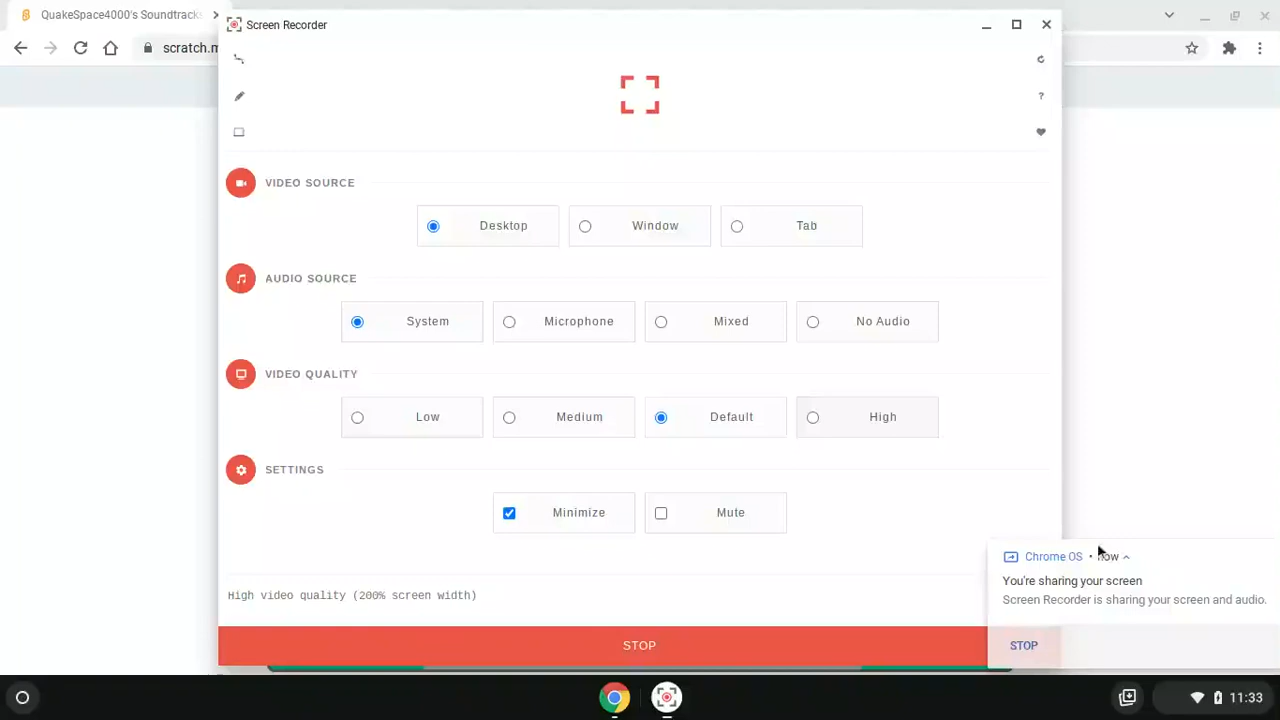 QuakeSpace4000's Soundtracks
Screen Recorder
scratch.m
?
VIDEO SOURCE
Desktop Window Tab
AUDIO SOURCE
System Microphone Mixed No Audio
VIDEO QUALITY
Low Medium Default High
SETTINGS
Minimize Mute
Chrome OS • now
You're sharing your screen
Screen Recorder is sharing your screen and audio.
High video quality (200% screen width)
STOP
STOP
11:33